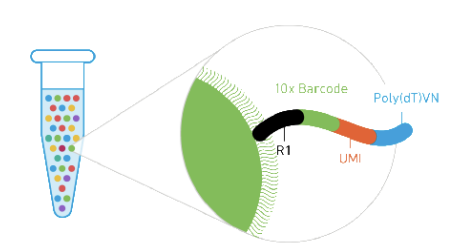 10x Barcode
Poly(dT)VN
R1
UMI